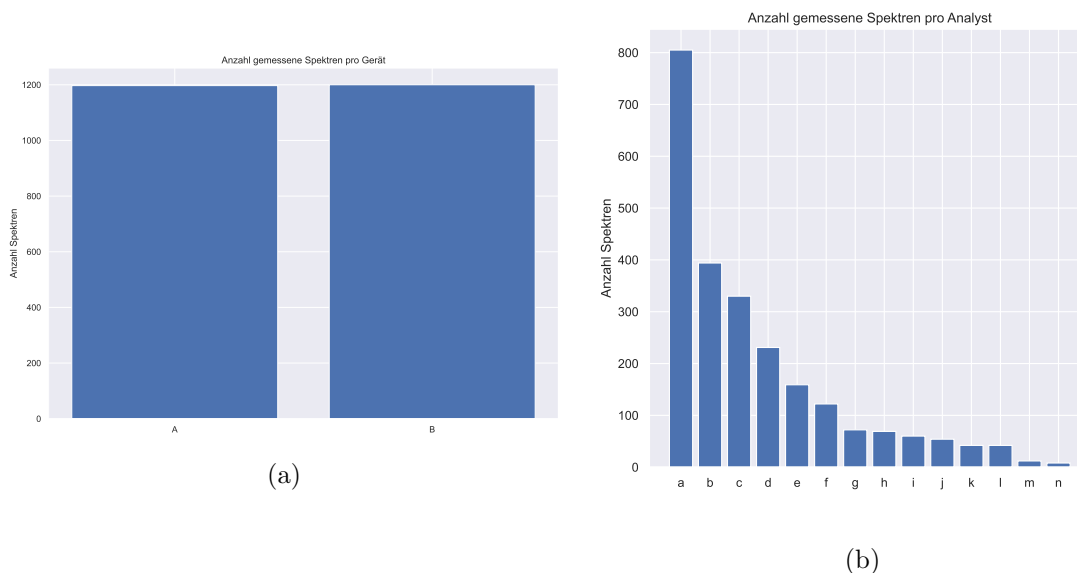 Anzahl gemessene Spektren pro Gerät
Anzahl Spektren
1200
1000
800
600
400
200
0
A B
(a)
Anzahl gemessene Spektren pro Analyst
Anzahl Spektren
800
700
600
500
400
300
200
100
0
a b c d e f g h i j k l m n
(b)